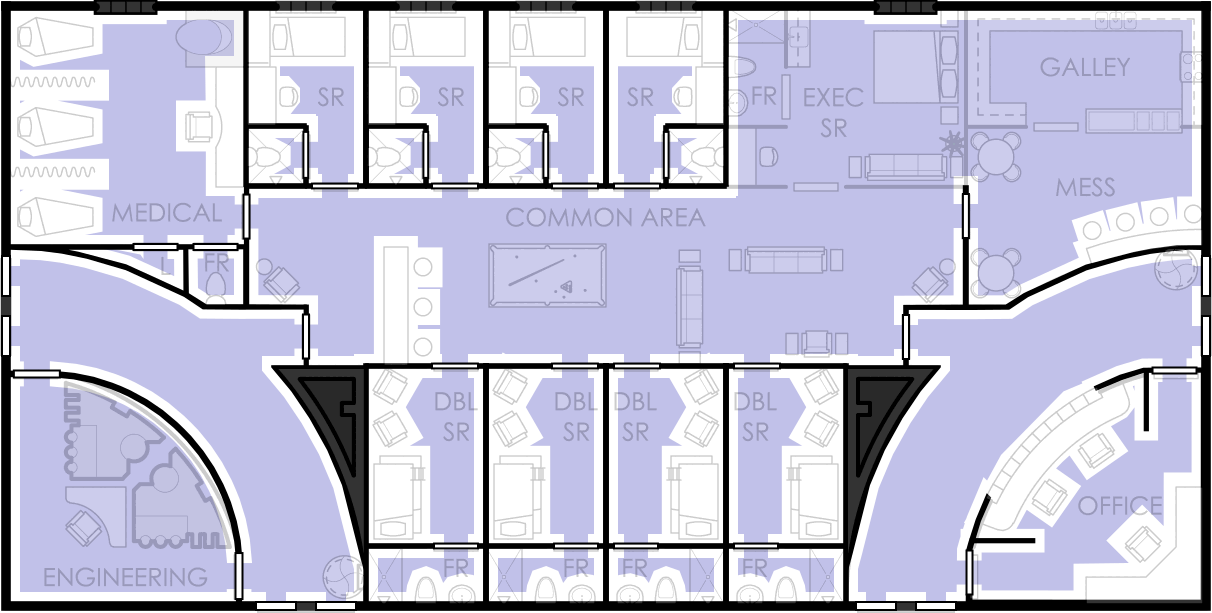 GALLEY
SR
SR
SR
SR
FR
EXEC
SR
MESS
MEDICAL
COMMON AREA
L
FR
DBL
SR
DBL
SR
DBL
SR
DBL
SR
OFFICE
ENGINEERING
FR
FR
FR
FR